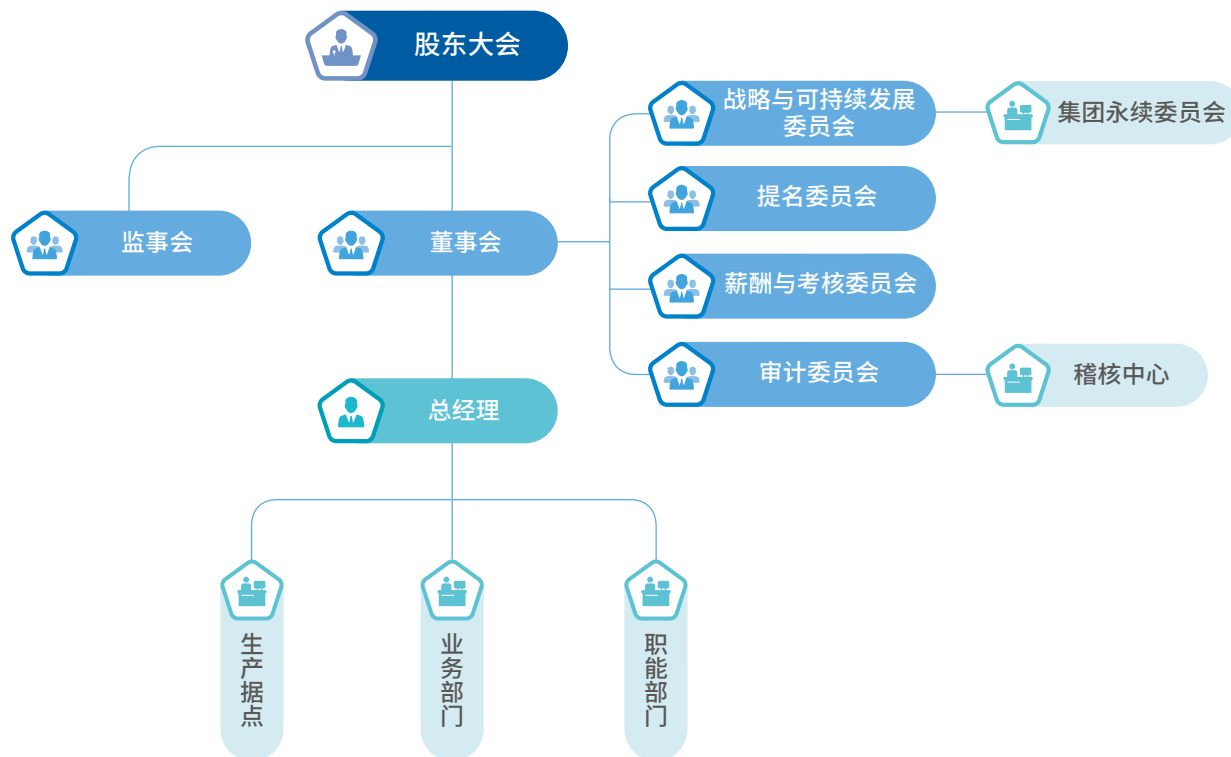 股东大会
战略与可持续发展
委员会
集团永续委员会
提名委员会
监事会
董事会
薪酬与考核委员会
审计委员会
稽核中心
总经理
生产据点
业务部门
职能部门